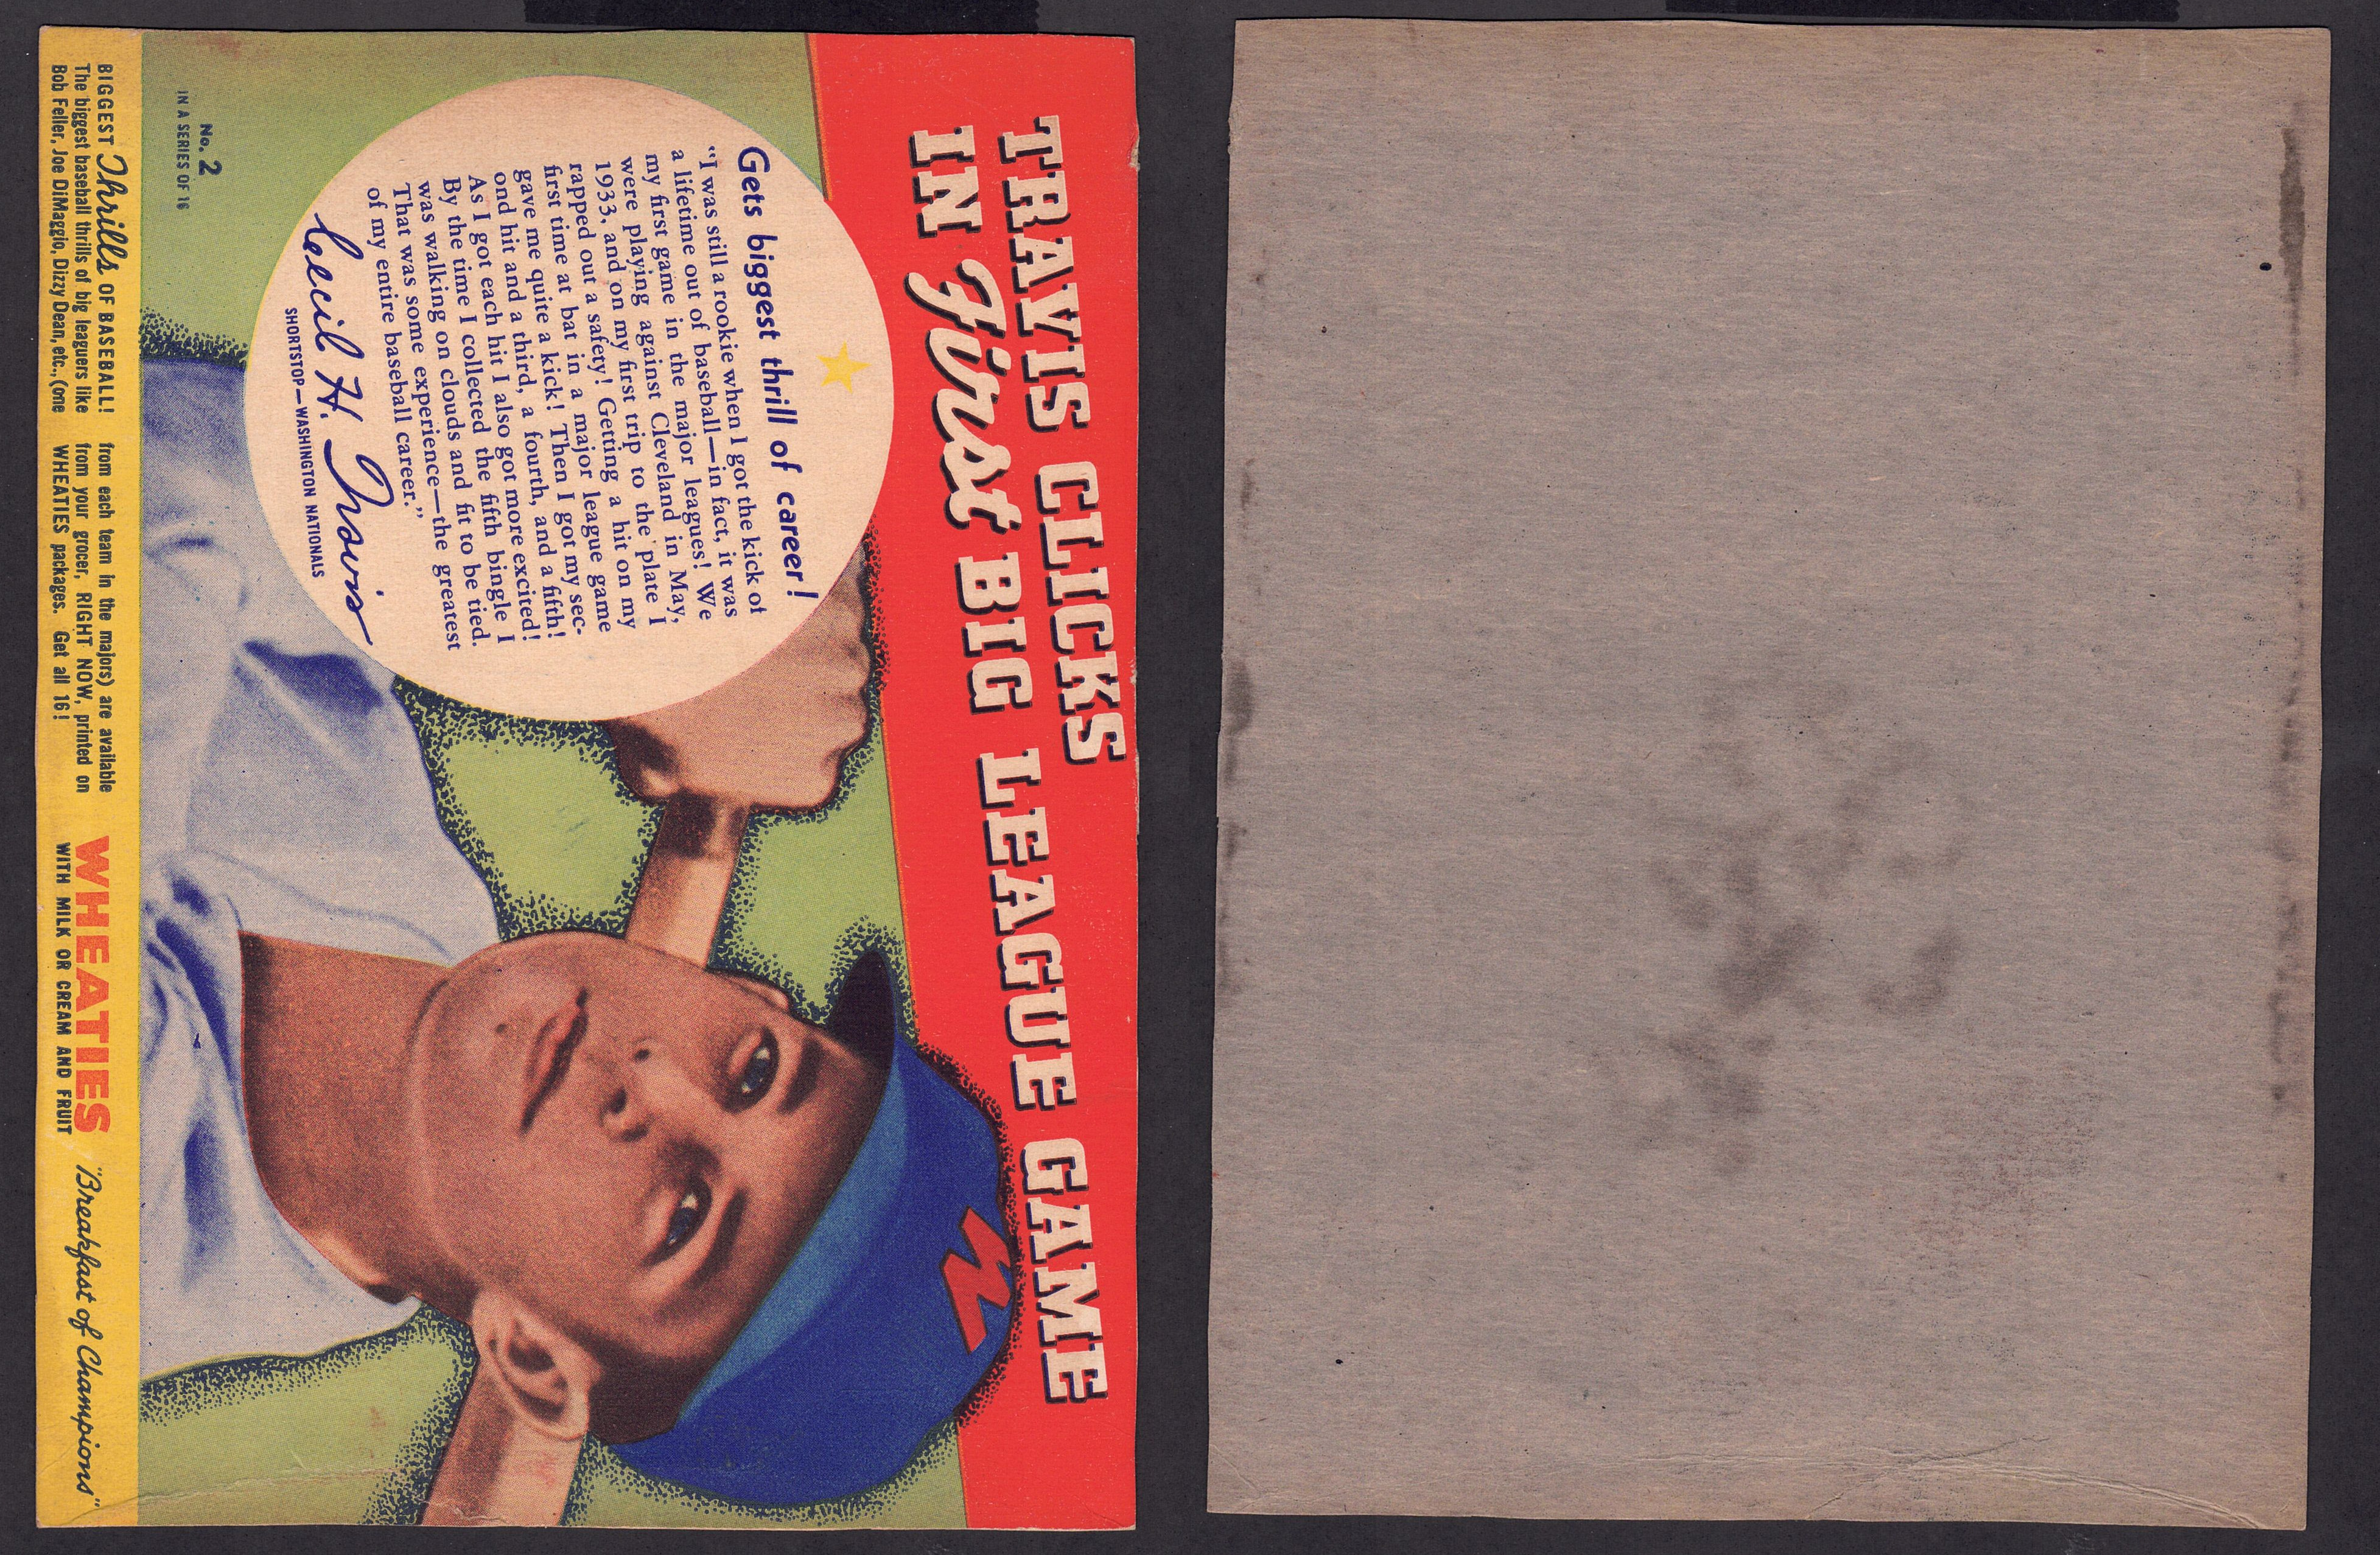 TRAVIS CLICKS
IN First BIG LEAGUE GAME
Gets biggest thrill of career!
“I was still a rookie when I got the kick of
a lifetime out of baseball—in fact, it was
my first game in the major leagues! We
were playing against Cleveland in May,
1933, and on my first trip to the plate I
rapped out a safety! Getting a hit on my
first time at bat in a major league game
gave me quite a kick! Then I got my sec-
ond hit and a third, a fourth, and a fifth!
As I got each hit I also got more excited!
By the time I collected the fifth bingle I
was walking on clouds and fit to be tied.
That was some experience—the greatest
of my entire baseball career.”
Cecil H. Travis
SHORTSTOP—WASHINGTON NATIONALS
W
No. 2
IN A SERIES OF 16
BIGGEST Thrills OF BASEBALL!
The biggest baseball thrills of big leaguers like
Bob Feller, Joe DiMaggio, Dizzy Dean, etc., (one
from each team in the majors) are available
from your grocer, RIGHT NOW, printed on
WHEATIES packages. Get all 16!
WHEATIES
WITH MILK OR CREAM AND FRUIT
"Breakfast of Champions"